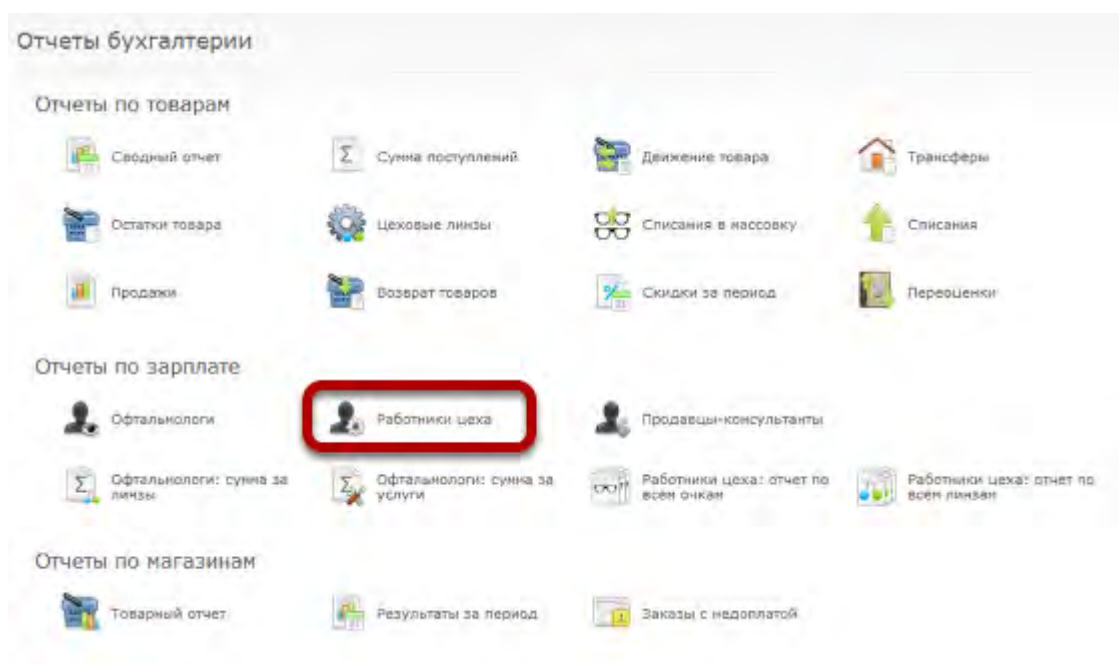 Отчеты бухгалтерии
Отчеты по товарам
Сводный отчет
Сумма поступлений
Движение товара
Трансферы
Остатки товара
Цеховые линзы
Списания в массовку
Списания
Продажи
Возврат товаров
Скидки за период
Переоценки
Отчеты по зарплате
Офтальмологи
Работники цеха
Продавцы-консультанты
Офтальмологи: сумма за
линзы
Офтальмологи: сумма за
услуги
Работники цеха: отчет по
всем очкам
Работники цеха: отчет по
всем линзам
Отчеты по магазинам
Товарный отчет
Результаты за период
Заказы с недоплатой